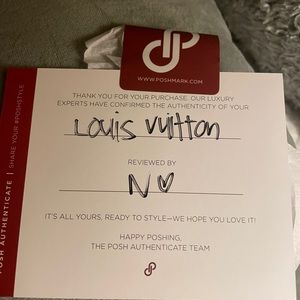 WWW.POSHMARK.COM
THANK YOU FOR YOUR PURCHASE. OUR LUXURY
EXPERTS HAVE CONFIRMED THE AUTHENTICITY OF YOUR
Louis Vuitton
REVIEWED BY
N♡
IT'S ALL YOURS, READY TO STYLE—WE HOPE YOU LOVE IT!
HAPPY POSHING,
THE POSH AUTHENTICATE TEAM
POSH AUTHENTICATE | SHARE YOUR #POSHSTYLE